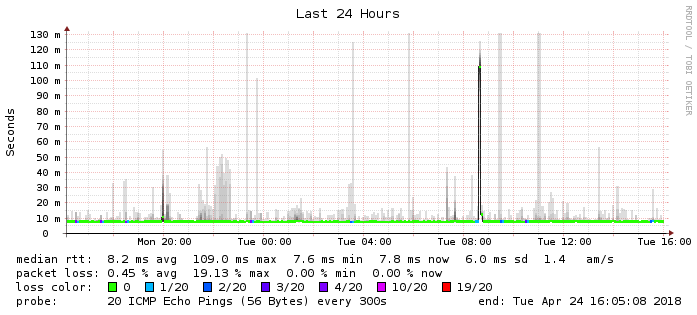 Last 24 Hours
RRDTOOL / TOBI OETIKER
Seconds
130 m
120 m
110 m
100 m
90 m
80 m
70 m
60 m
50 m
40 m
30 m
20 m
10 m
0
Mon 20:00 Tue 00:00 Tue 04:00 Tue 08:00 Tue 12:00 Tue 16:00
median rtt: 8.2 ms avg 109.0 ms max 7.6 ms min 7.8 ms now 6.0 ms sd 1.4 am/s
packet loss: 0.45 % avg 19.13 % max 0.00 % min 0.00 % now
loss color: 0 1/20 2/20 3/20 4/20 10/20 19/20
probe: 20 ICMP Echo Pings (56 Bytes) every 300s end: Tue Apr 24 16:05:08 2018